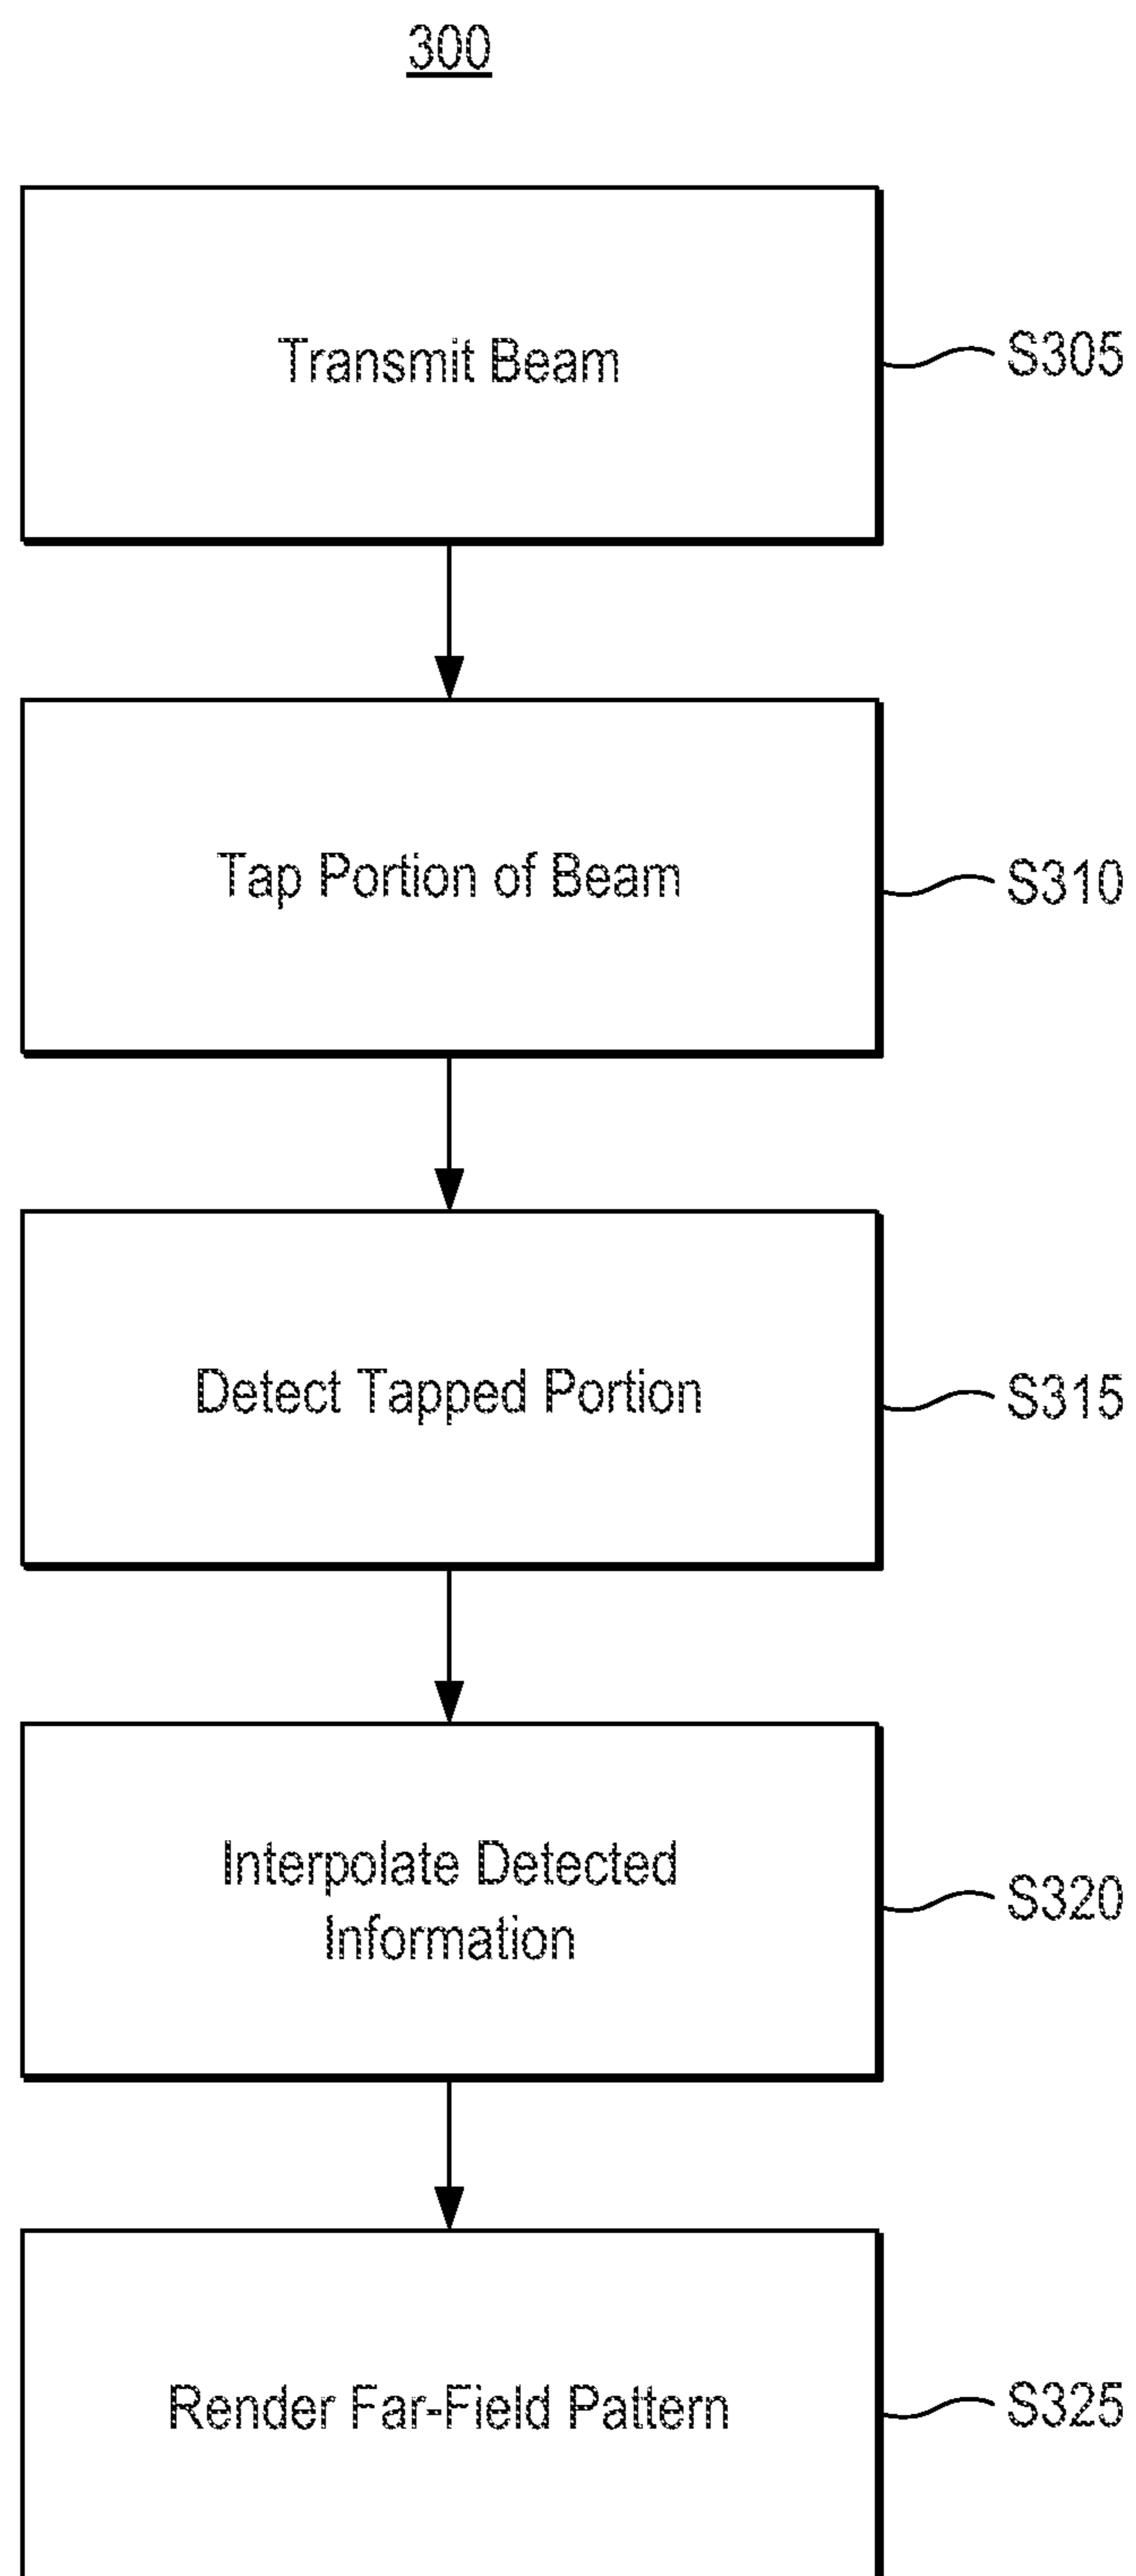 300
Transmit Beam
S305
Tap Portion of Beam
S310
Detect Tapped Portion
S315
Interpolate Detected
Information
S320
Render Far-Field Pattern
S325